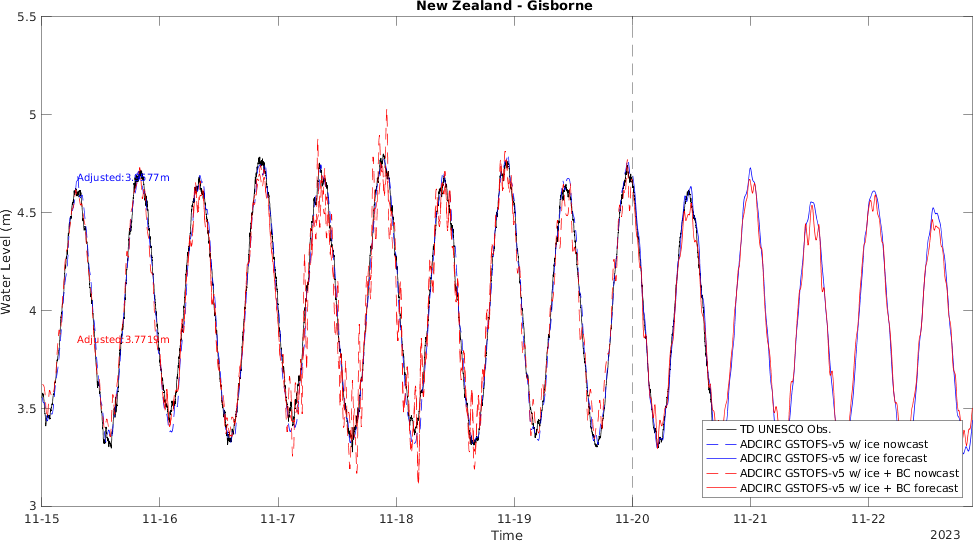 New Zealand - Gisborne
5.5
5
4.5
4
3.5
3
Water Level (m)
Adjusted:3.7719m
TD UNESCO Obs.
ADCIRC GSTOFS-v5 w/ ice nowcast
ADCIRC GSTOFS-v5 w/ ice forecast
ADCIRC GSTOFS-v5 w/ ice + BC nowcast
ADCIRC GSTOFS-v5 w/ ice + BC forecast
11-15 11-16 11-17 11-18 11-19 11-20 11-21 11-22
Time
2023